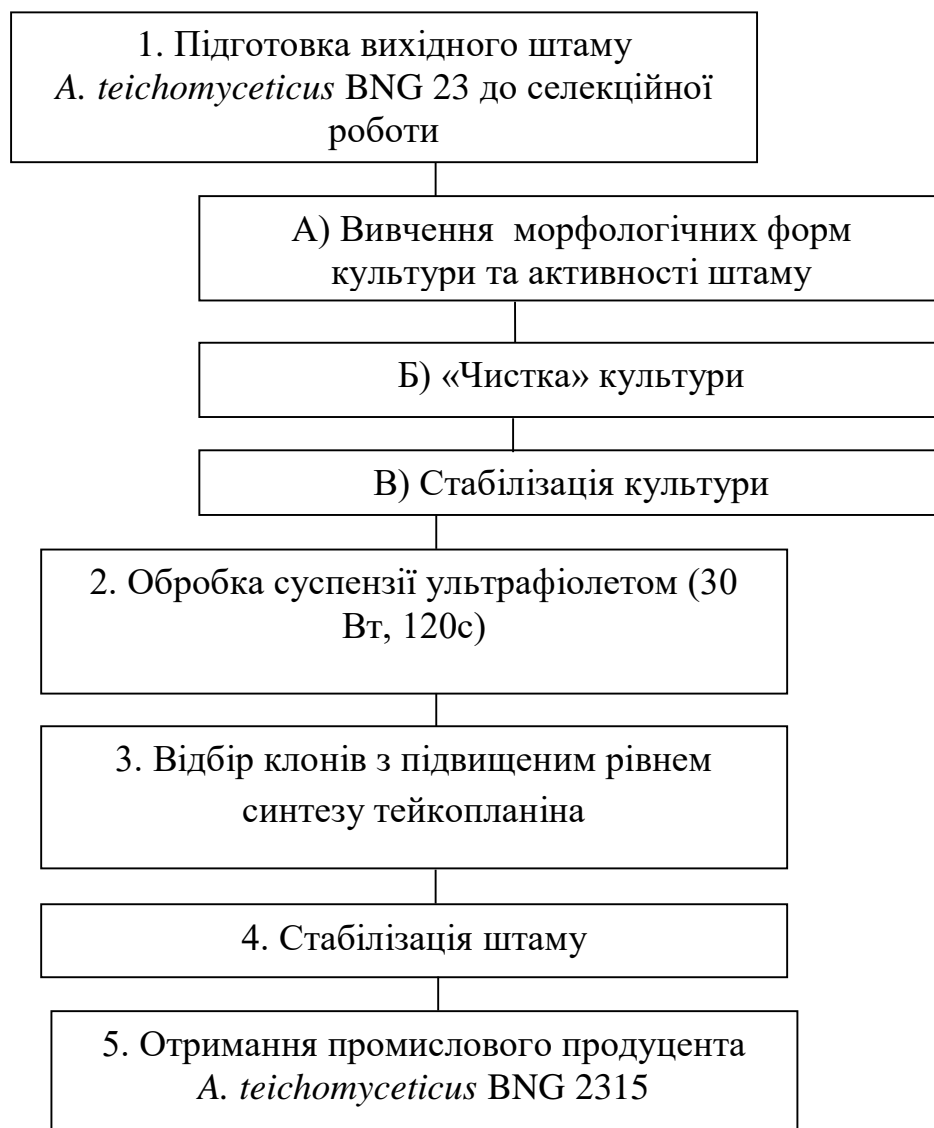 1. Підготовка вихідного штаму
A. teichomyceticus BNG 23 до селекційної
роботи
А) Вивчення морфологічних форм
культури та активності штаму
Б) «Чистка» культури
В) Стабілізація культури
2. Обробка суспензії ультрафіолетом (30
Вт, 120с)
3. Відбір клонів з підвищеним рівнем
синтезу тейкопланіна
4. Стабілізація штаму
5. Отримання промислового продуцента
A. teichomyceticus BNG 2315